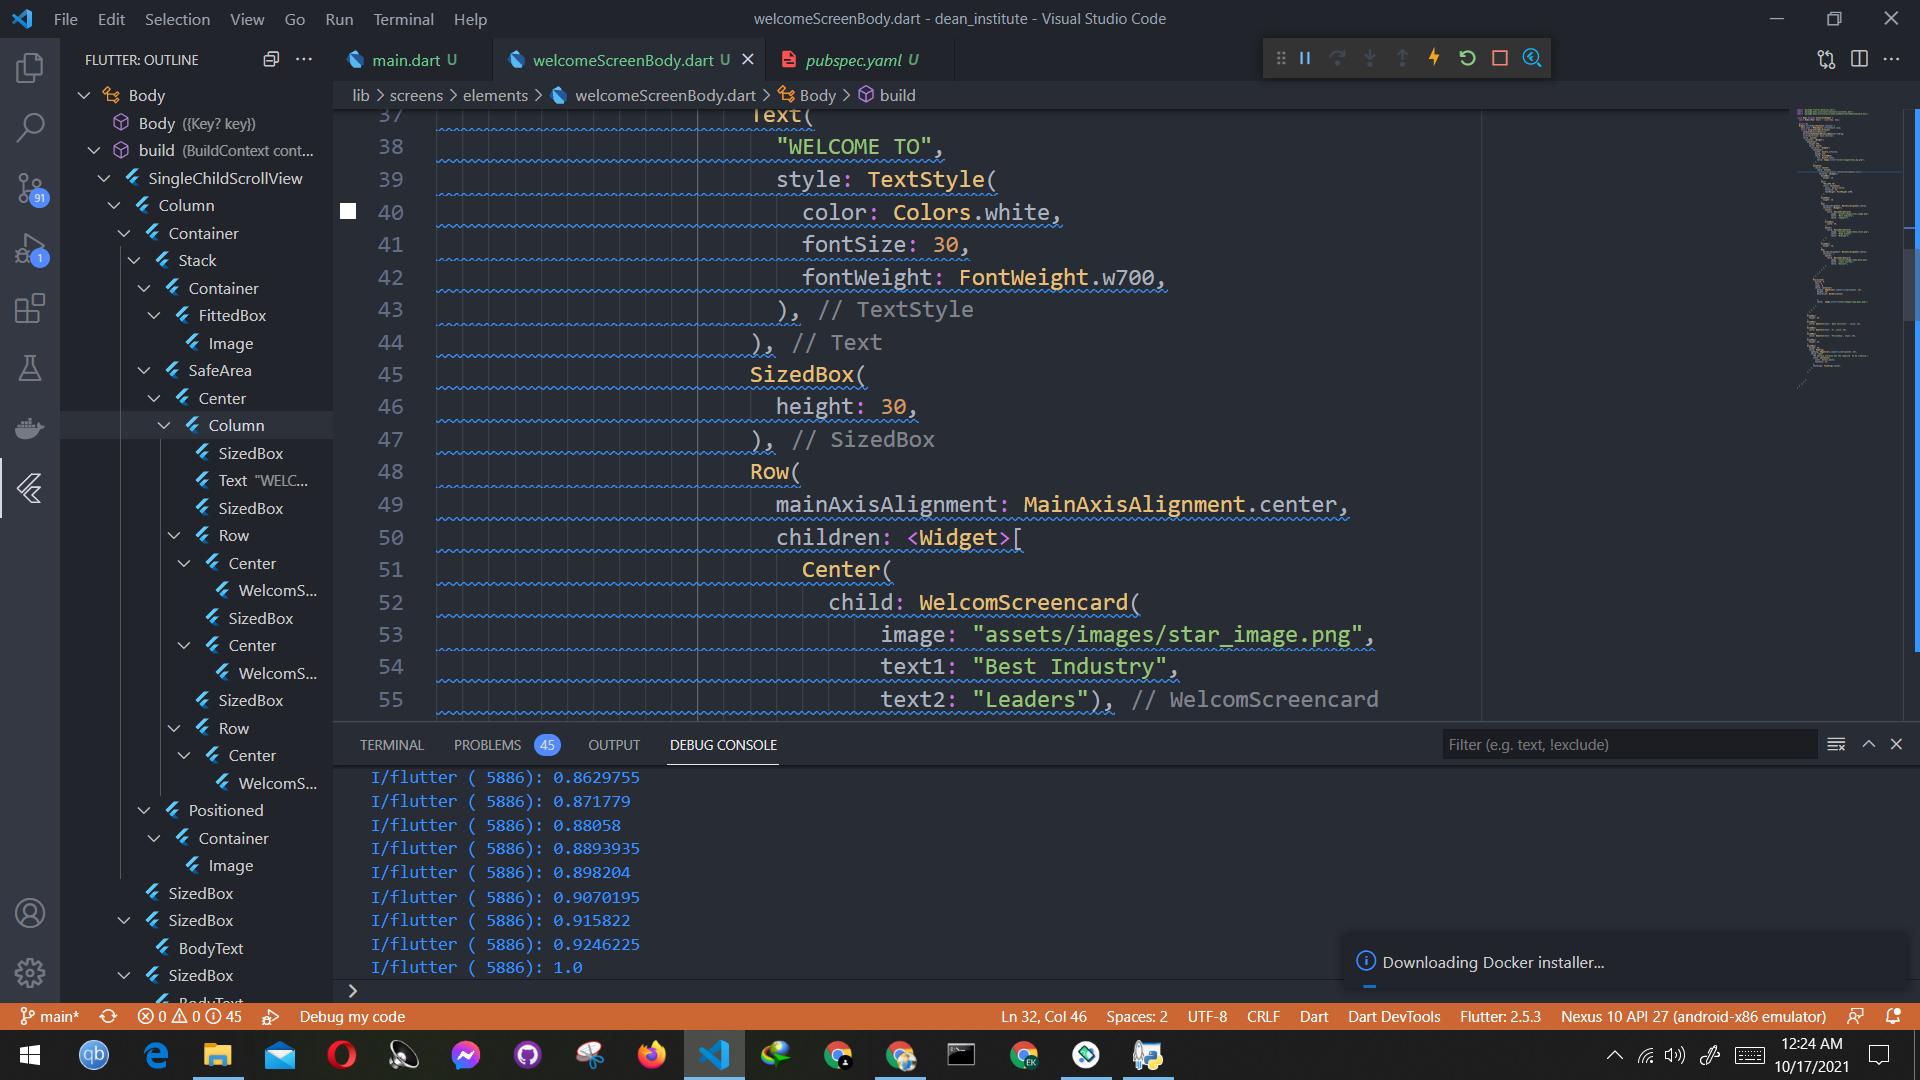 File Edit Selection View Go Run Terminal Help
welcomeScreenBody.dart - dean_institute - Visual Studio Code
FLUTTER: OUTLINE
main.dart U
welcomeScreenBody.dart U
pubspec.yaml U
lib > screens > elements > welcomeScreenBody.dart > Body > build
Body
Body ({Key? key})
build (BuildContext cont...
SingleChildScrollView
Column
Container
Stack
Container
FittedBox
Image
SafeArea
Center
Column
SizedBox
Text "WELC...
SizedBox
Row
Center
WelcomS...
SizedBox
Center
WelcomS...
SizedBox
Row
Center
WelcomS...
Positioned
Container
Image
SizedBox
SizedBox
BodyText
SizedBox
BodyText
91
1
37 Text(
38 "WELCOME TO",
39 style: TextStyle(
40 color: Colors.white,
41 fontSize: 30,
42 fontWeight: FontWeight.w700,
43 ), // TextStyle
44 ), // Text
45 SizedBox(
46 height: 30,
47 ), // SizedBox
48 Row(
49 mainAxisAlignment: MainAxisAlignment.center,
50 children: <Widget>[
51 Center(
52 child: WelcomScreencard(
53 image: "assets/images/star_image.png",
54 text1: "Best Industry",
55 text2: "Leaders"), // WelcomScreencard
TERMINAL PROBLEMS 45 OUTPUT DEBUG CONSOLE
Filter (e.g. text, !exclude)
I/flutter ( 5886): 0.8629755
I/flutter ( 5886): 0.871779
I/flutter ( 5886): 0.88058
I/flutter ( 5886): 0.8893935
I/flutter ( 5886): 0.898204
I/flutter ( 5886): 0.9070195
I/flutter ( 5886): 0.915822
I/flutter ( 5886): 0.9246225
I/flutter ( 5886): 1.0
Downloading Docker installer...
main* 0 0 45 Debug my code
Ln 32, Col 46 Spaces: 2 UTF-8 CRLF Dart Dart DevTools Flutter: 2.5.3 Nexus 10 API 27 (android-x86 emulator)
qb
EK
12:24 AM
10/17/2021